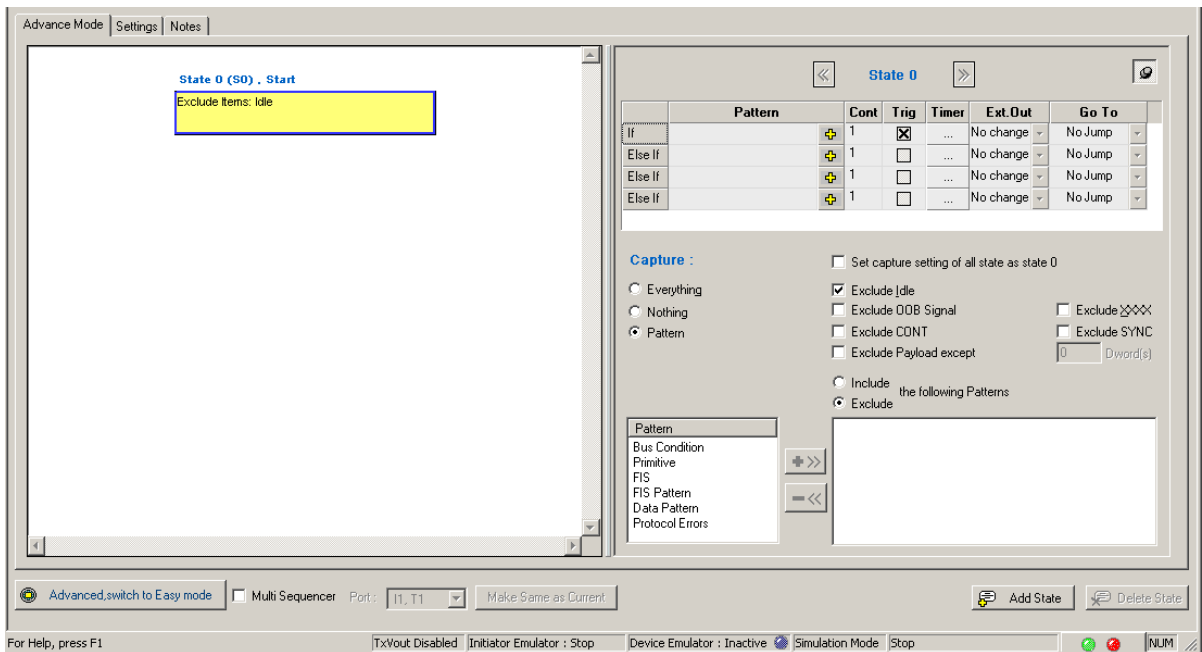 Advance Mode Settings Notes
State 0 (S0) . Start
Exclude Items: Idle
State 0
Pattern Cont Trig Timer Ext.Out Go To
If 1 ... No change No Jump
Else If 1 ... No change No Jump
Else If 1 ... No change No Jump
Else If 1 ... No change No Jump
Capture :
Everything
Nothing
Pattern
Set capture setting of all state as state 0
Exclude Idle
Exclude OOB Signal Exclude XXXX
Exclude CONT Exclude SYNC
Exclude Payload except 0 Dword(s)
Include
the following Patterns
Exclude
Pattern
Bus Condition
Primitive
FIS
FIS Pattern
Data Pattern
Protocol Errors
Advanced,switch to Easy mode Multi Sequencer Port : I1, T1 Make Same as Current Add State Delete State
For Help, press F1 TxVout Disabled Initiator Emulator : Stop Device Emulator : Inactive Simulation Mode Stop NUM